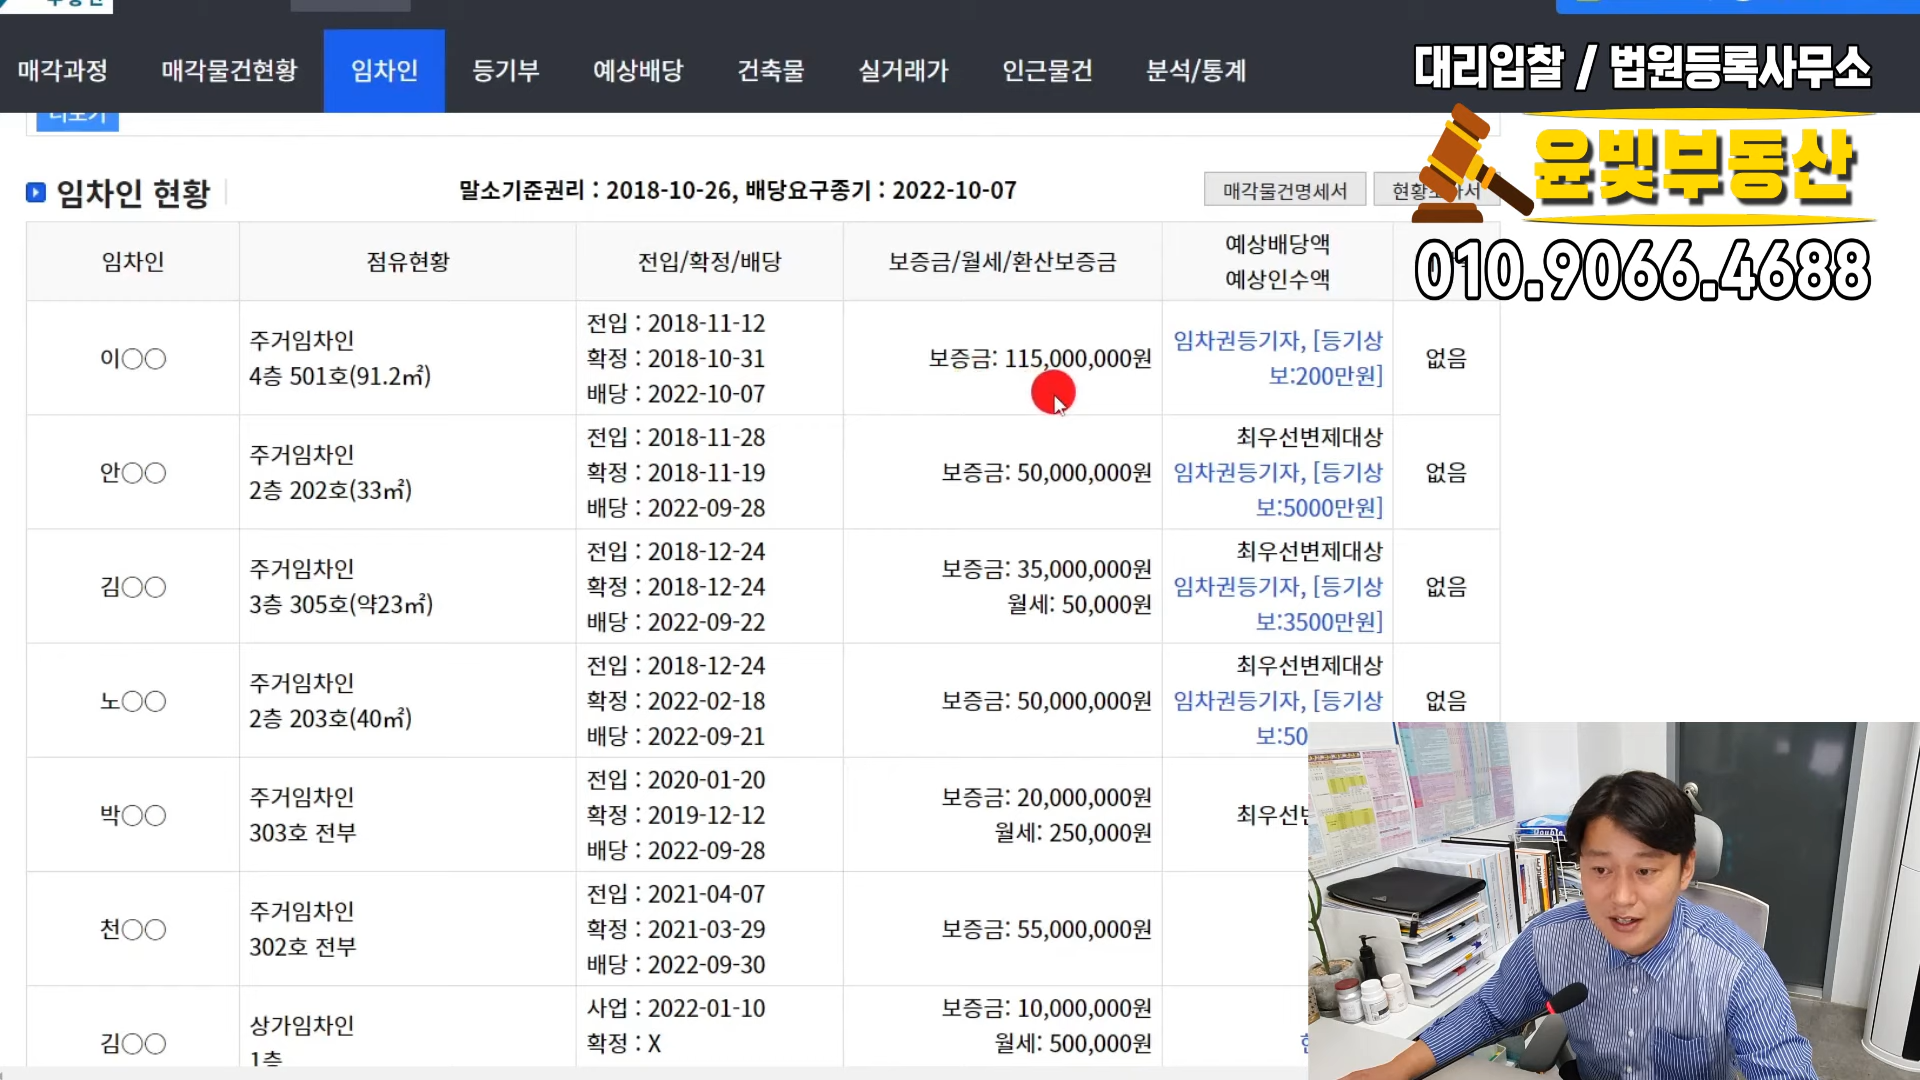 매각과정 매각물건현황 임차인 등기부 예상배당 건축물 실거래가 인근물건 분석/통계
대리입찰 / 법원등록사무소
더보기
윤빛부동산
010.9066.4688
임차인 현황
말소기준권리 : 2018-10-26, 배당요구종기 : 2022-10-07
매각물건명세서
임차인 점유현황 전입/확정/배당 보증금/월세/환산보증금 예상배당액
예상인수액
이○○
주거임차인
4층 501호(91.2㎡)
전입 : 2018-11-12
확정 : 2018-10-31
배당 : 2022-10-07
보증금: 115,000,000원
임차권등기자, [등기상
보:200만원]
없음
안○○
주거임차인
2층 202호(33㎡)
전입 : 2018-11-28
확정 : 2018-11-19
배당 : 2022-09-28
보증금: 50,000,000원
최우선변제대상
임차권등기자, [등기상
보:5000만원]
없음
김○○
주거임차인
3층 305호(약23㎡)
전입 : 2018-12-24
확정 : 2018-12-24
배당 : 2022-09-22
보증금: 35,000,000원
월세: 50,000원
최우선변제대상
임차권등기자, [등기상
보:3500만원]
없음
노○○
주거임차인
2층 203호(40㎡)
전입 : 2018-12-24
확정 : 2022-02-18
배당 : 2022-09-21
보증금: 50,000,000원
최우선변제대상
임차권등기자, [등기상
보:50
없음
박○○
주거임차인
303호 전부
전입 : 2020-01-20
확정 : 2019-12-12
배당 : 2022-09-28
보증금: 20,000,000원
월세: 250,000원
최우선
천○○
주거임차인
302호 전부
전입 : 2021-04-07
확정 : 2021-03-29
배당 : 2022-09-30
보증금: 55,000,000원
김○○
상가임차인
1층
사업 : 2022-01-10
확정 : X
보증금: 10,000,000원
월세: 500,000원
Double